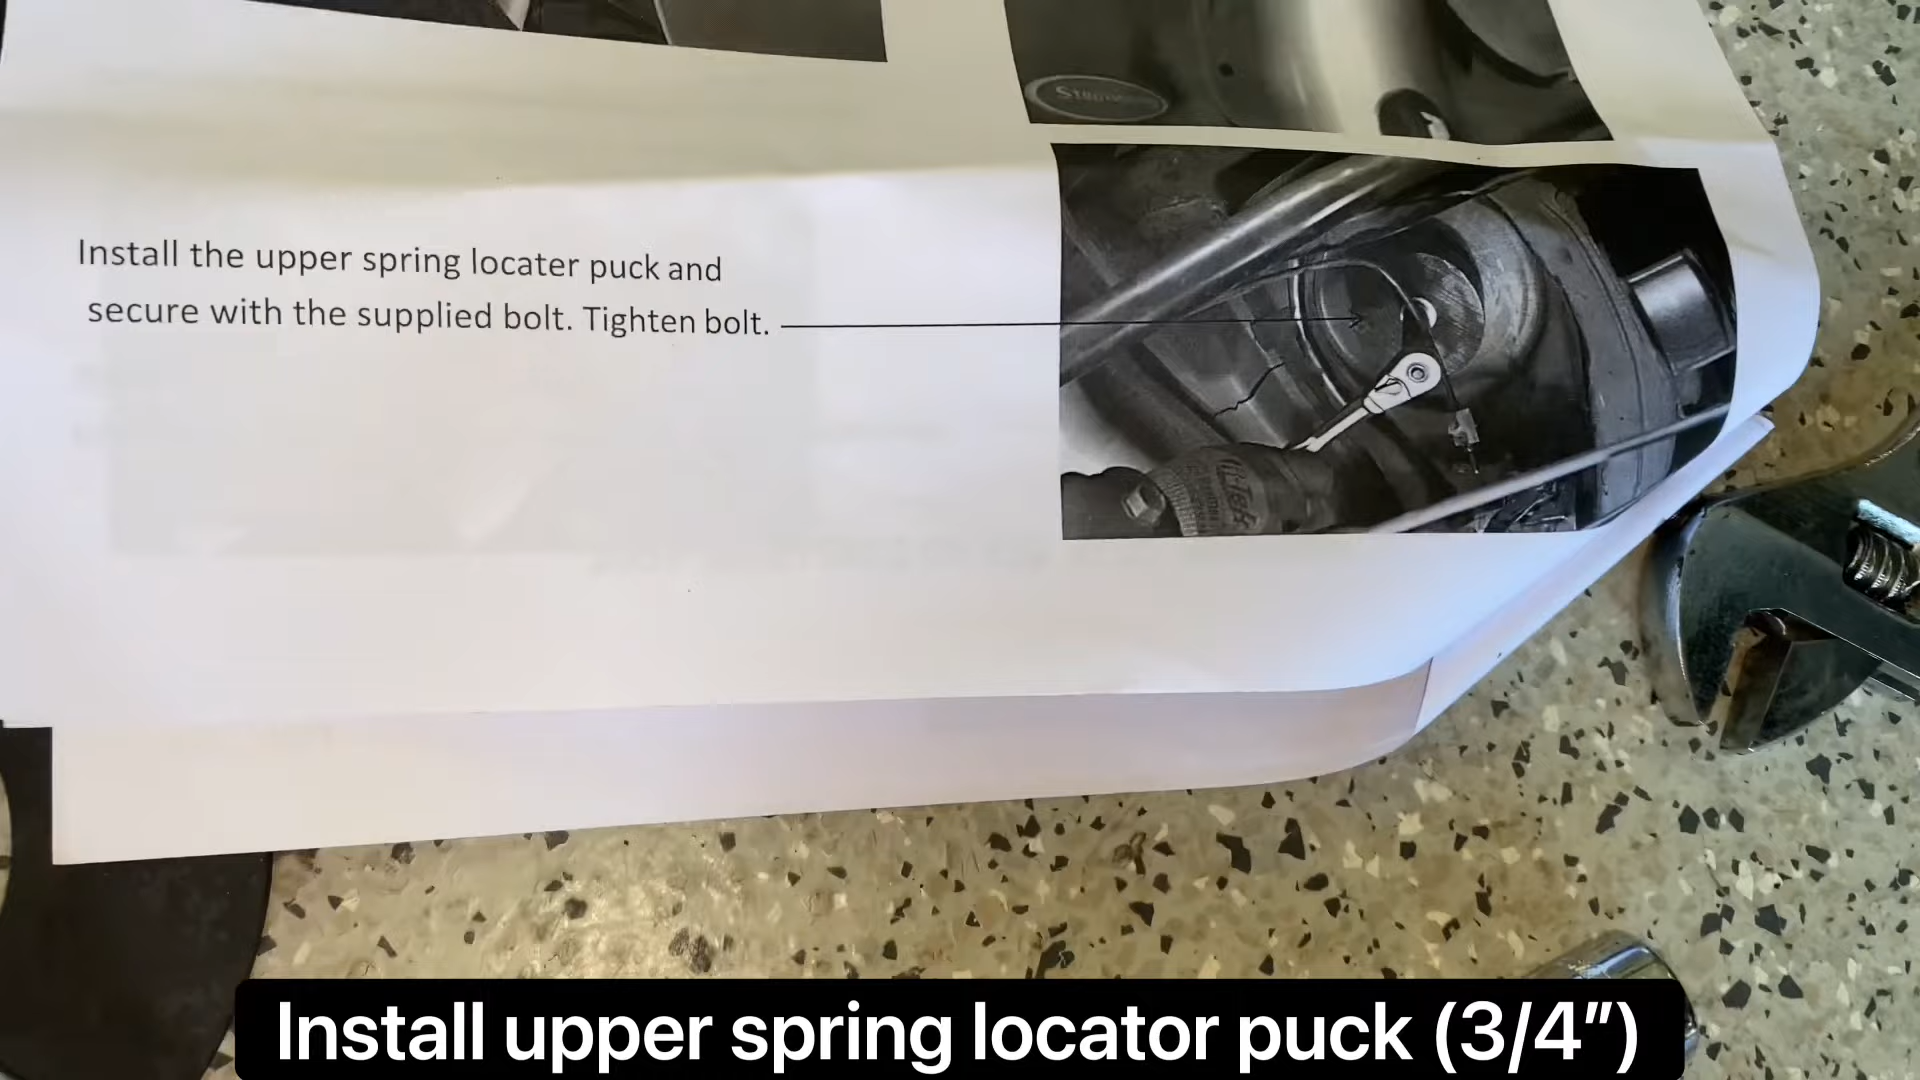 Install the upper spring locater puck and
secure with the supplied bolt. Tighten bolt.
Install upper spring locator puck (3/4")